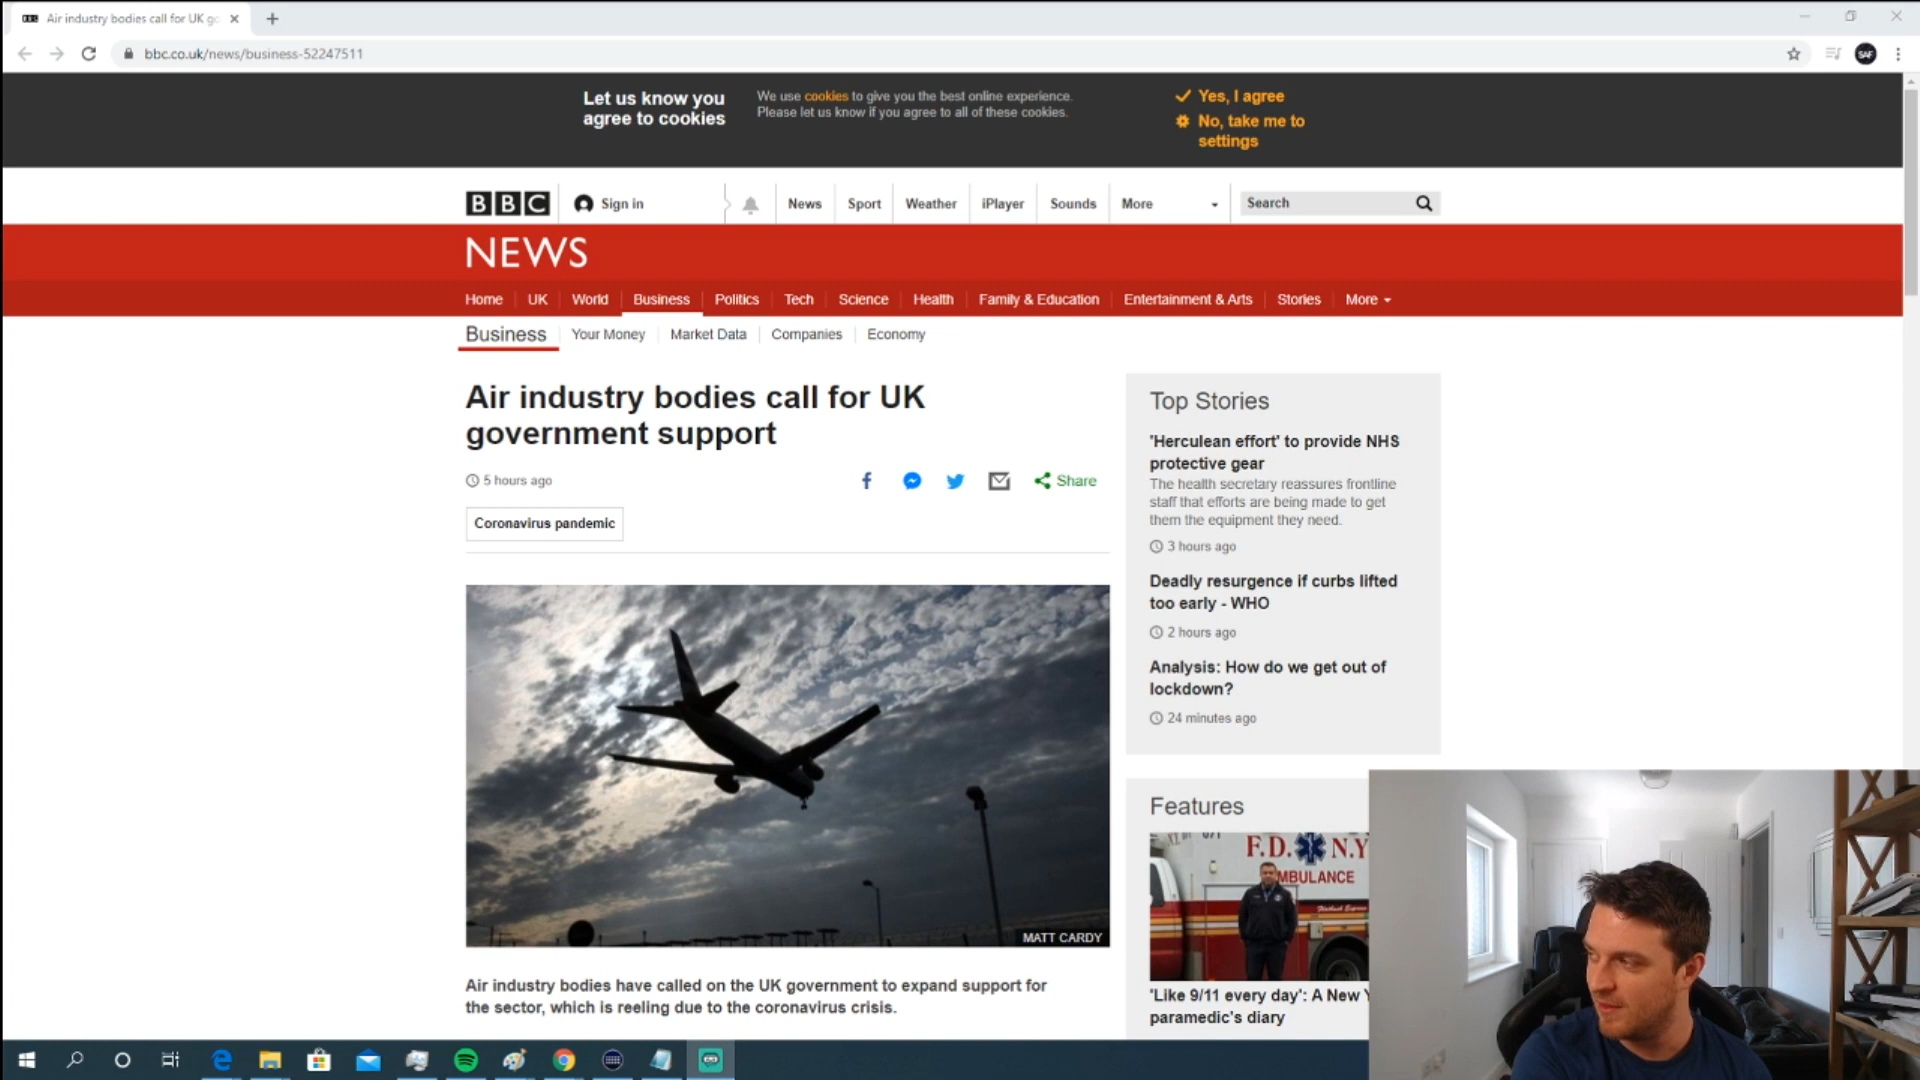 Air industry bodies call for UK go
bbc.co.uk/news/business-52247511
SAF
Let us know you
agree to cookies
We use cookies to give you the best online experience.
Please let us know if you agree to all of these cookies.
Yes, I agree
No, take me to
settings
BBC
Sign in
News
Sport
Weather
iPlayer
Sounds
More
Search
NEWS
Home
UK
World
Business
Politics
Tech
Science
Health
Family & Education
Entertainment & Arts
Stories
More
Business
Your Money
Market Data
Companies
Economy
Air industry bodies call for UK
government support
5 hours ago
Share
Coronavirus pandemic
MATT CARDY
Air industry bodies have called on the UK government to expand support for
the sector, which is reeling due to the coronavirus crisis.
Top Stories
'Herculean effort' to provide NHS
protective gear
The health secretary reassures frontline
staff that efforts are being made to get
them the equipment they need.
3 hours ago
Deadly resurgence if curbs lifted
too early - WHO
2 hours ago
Analysis: How do we get out of
lockdown?
24 minutes ago
Features
F.D. N.Y
MBULANCE
'Like 9/11 every day': A New Y
paramedic's diary